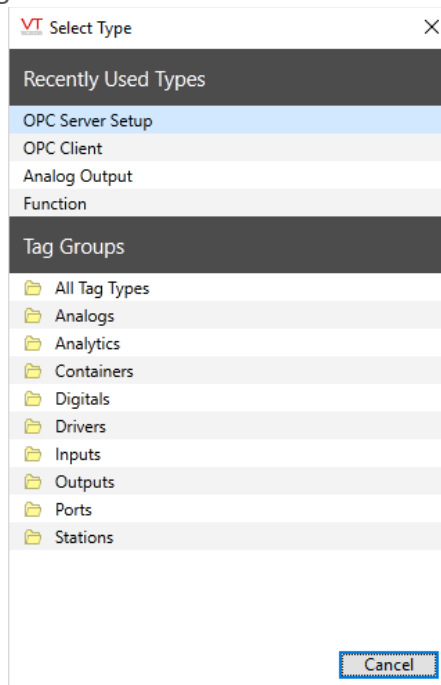 VT Select Type
Recently Used Types
OPC Server Setup
OPC Client
Analog Output
Function
Tag Groups
All Tag Types
Analogs
Analytics
Containers
Digitals
Drivers
Inputs
Outputs
Ports
Stations
Cancel